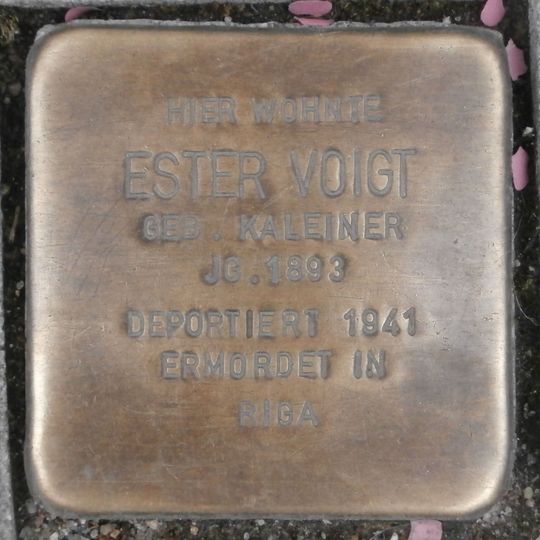 HIER WOHNTE
ESTER VOIGT
GEB. KALEINER
JG. 1893
DEPORTIERT 1941
ERMORDET IN
RIGA